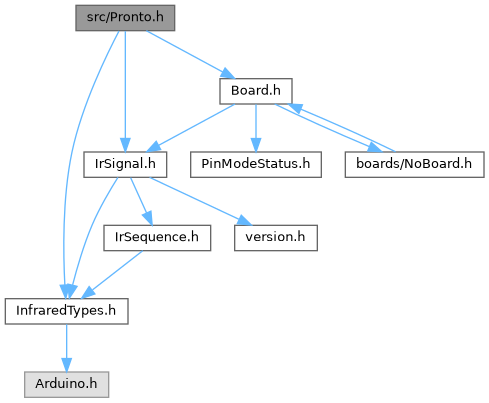 src/Pronto.h
Board.h
IrSignal.h
PinModeStatus.h
boards/NoBoard.h
IrSequence.h
version.h
InfraredTypes.h
Arduino.h